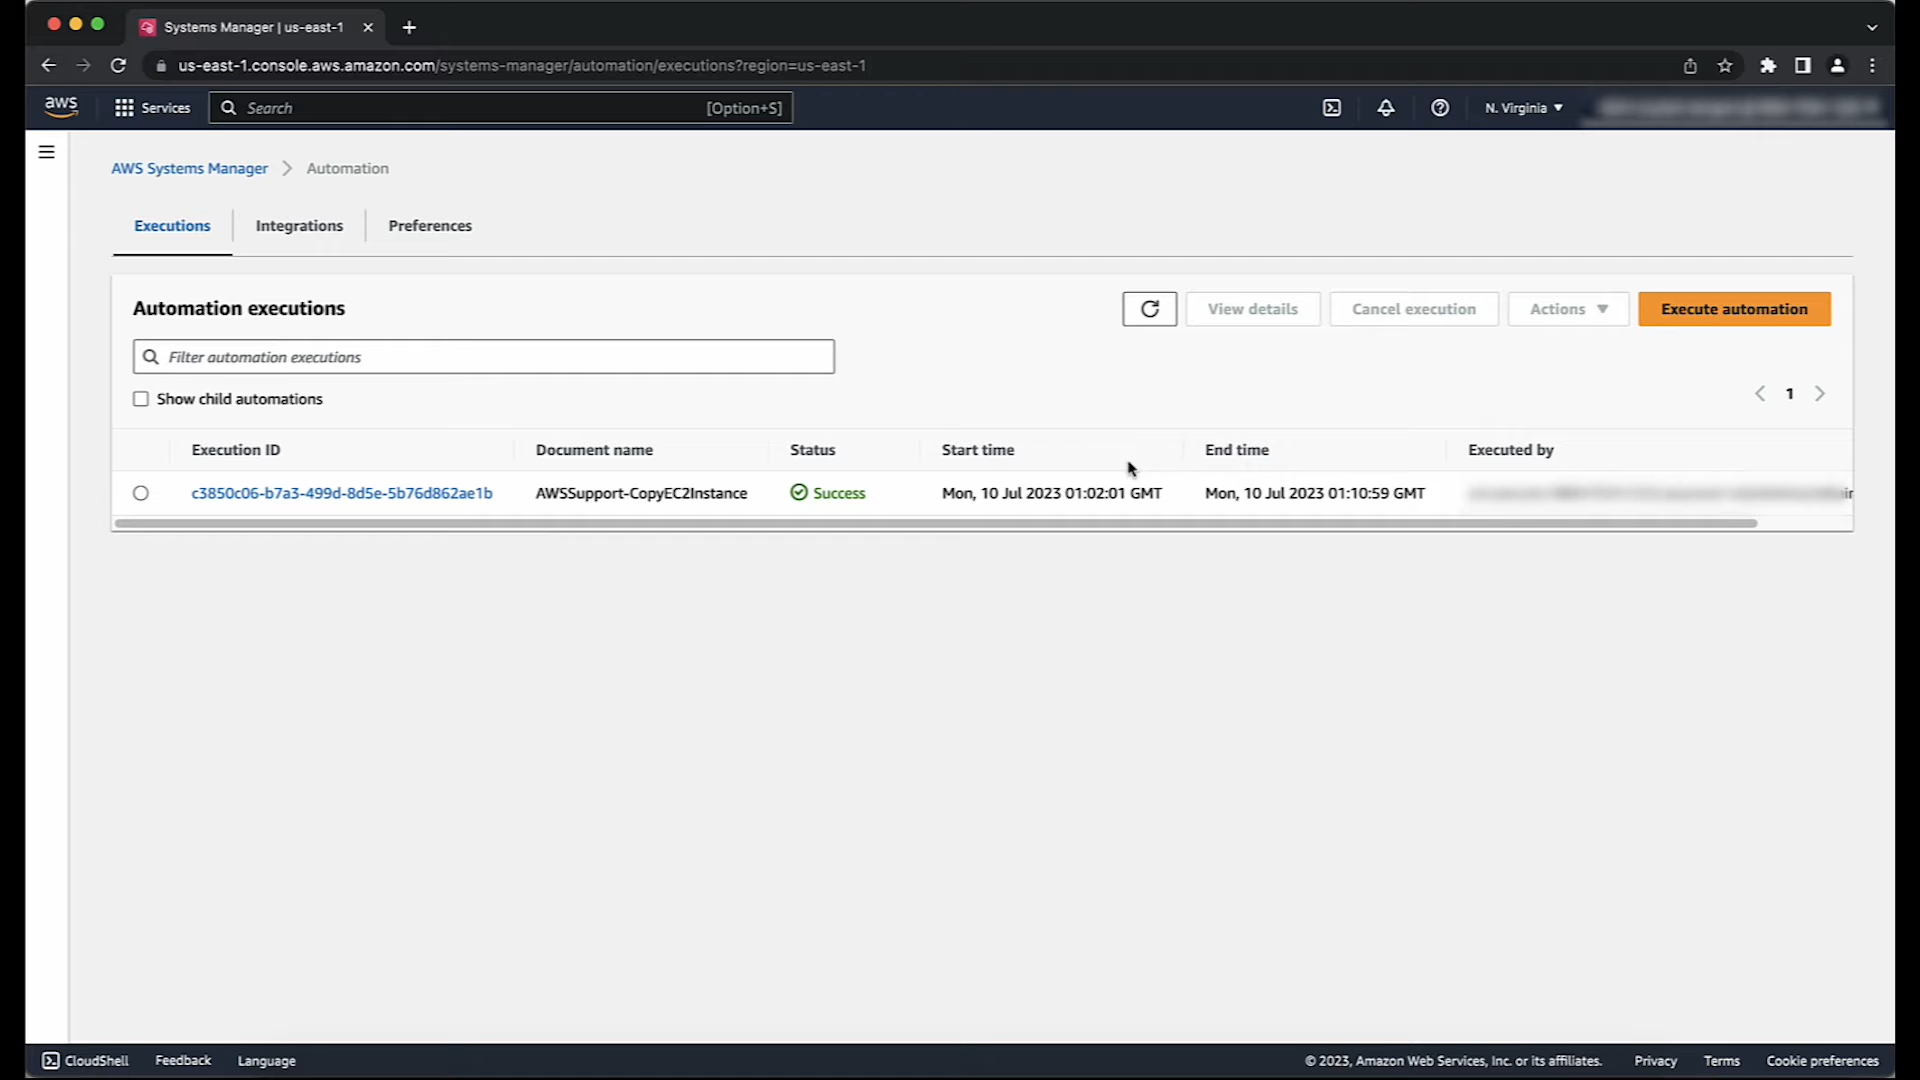 Systems Manager | us-east-1
us-east-1.console.aws.amazon.com/systems-manager/automation/executions?region=us-east-1
aws Services Search [Option+S] N. Virginia
AWS Systems Manager > Automation
Executions Integrations Preferences
Automation executions View details Cancel execution Actions Execute automation
Filter automation executions
Show child automations 1
Execution ID Document name Status Start time End time Executed by
c3850c06-b7a3-499d-8d5e-5b76d862ae1b AWSSupport-CopyEC2Instance Success Mon, 10 Jul 2023 01:02:01 GMT Mon, 10 Jul 2023 01:10:59 GMT
CloudShell Feedback Language © 2023, Amazon Web Services, Inc. or its affiliates. Privacy Terms Cookie preferences